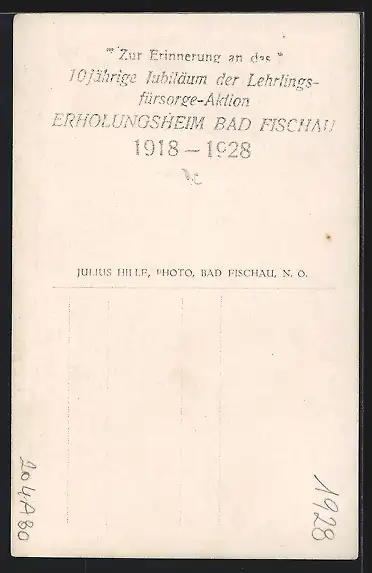 "Zur Erinnerung an das"
10jährige Jubiläum der Lehrlings-
fürsorge-Aktion
ERHOLUNGSHEIM BAD FISCHAU
1918 – 1928
JULIUS HILLE, PHOTO, BAD FISCHAU, N. Ö.
204A80
1928